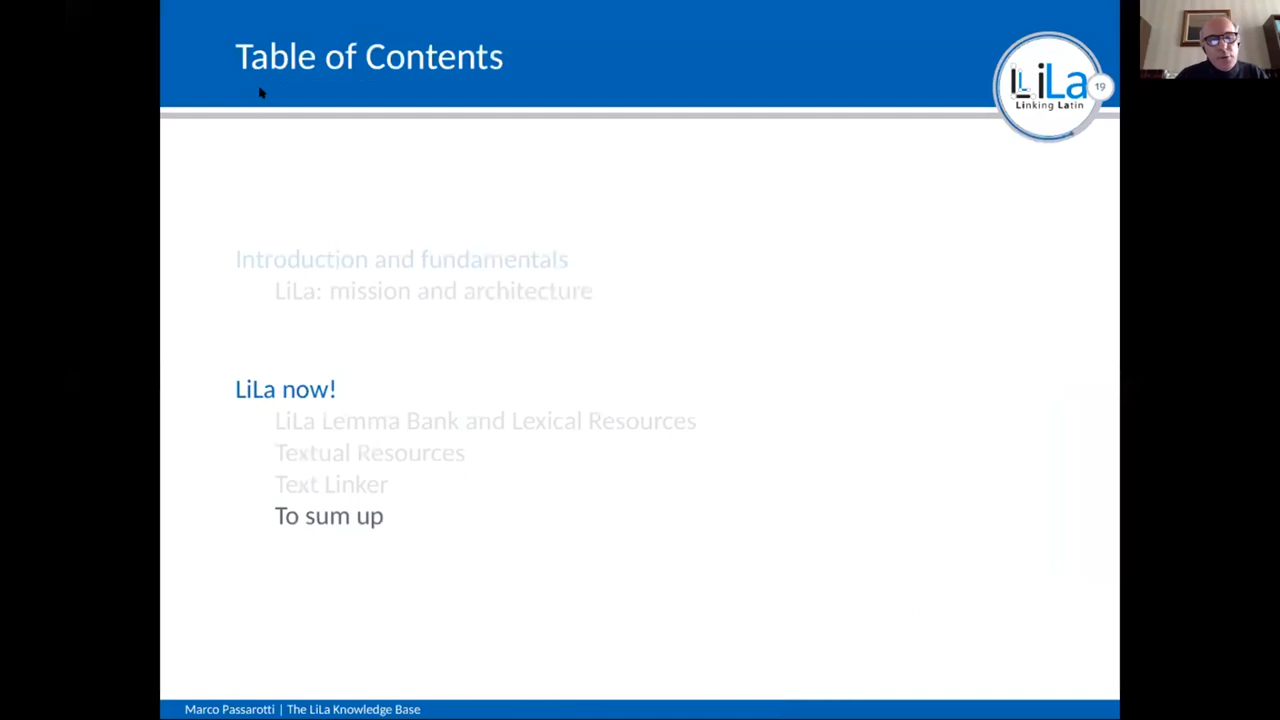 Table of Contents
LiLa
Linking Latin
19
Introduction and fundamentals
LiLa: mission and architecture
LiLa now!
LiLa Lemma Bank and Lexical Resources
Textual Resources
Text Linker
To sum up
Marco Passarotti | The LiLa Knowledge Base